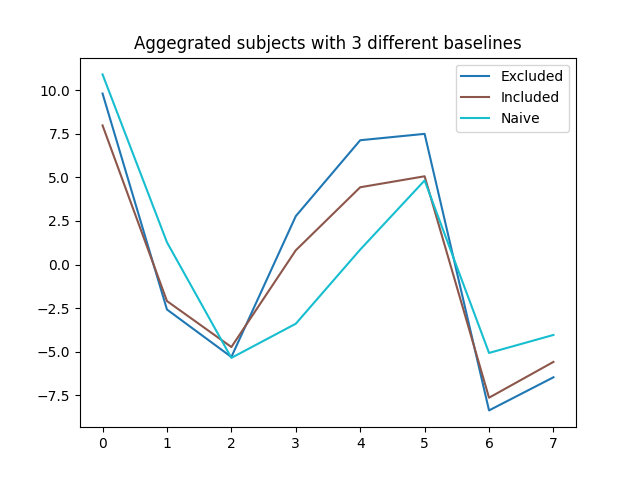 Aggegrated subjects with 3 different baselines
Excluded
Included
Naive
10.0
7.5
5.0
2.5
0.0
−2.5
−5.0
−7.5
0 1 2 3 4 5 6 7